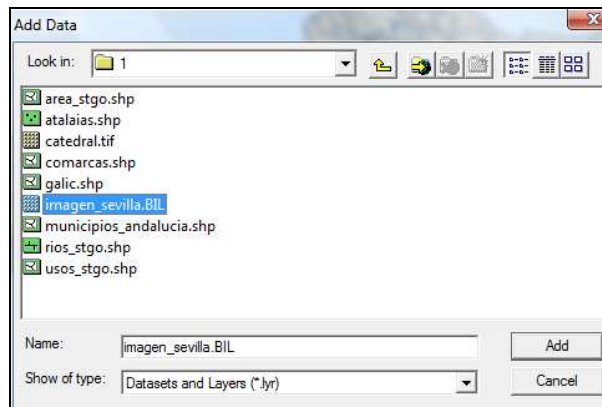 Add Data
Look in: 1
area_stgo.shp
atalaias.shp
catedral.tif
comarcas.shp
galic.shp
imagen_sevilla.BIL
municipios_andalucia.shp
rios_stgo.shp
usos_stgo.shp
Name: imagen_sevilla.BIL Add
Show of type: Datasets and Layers (*.lyr) Cancel